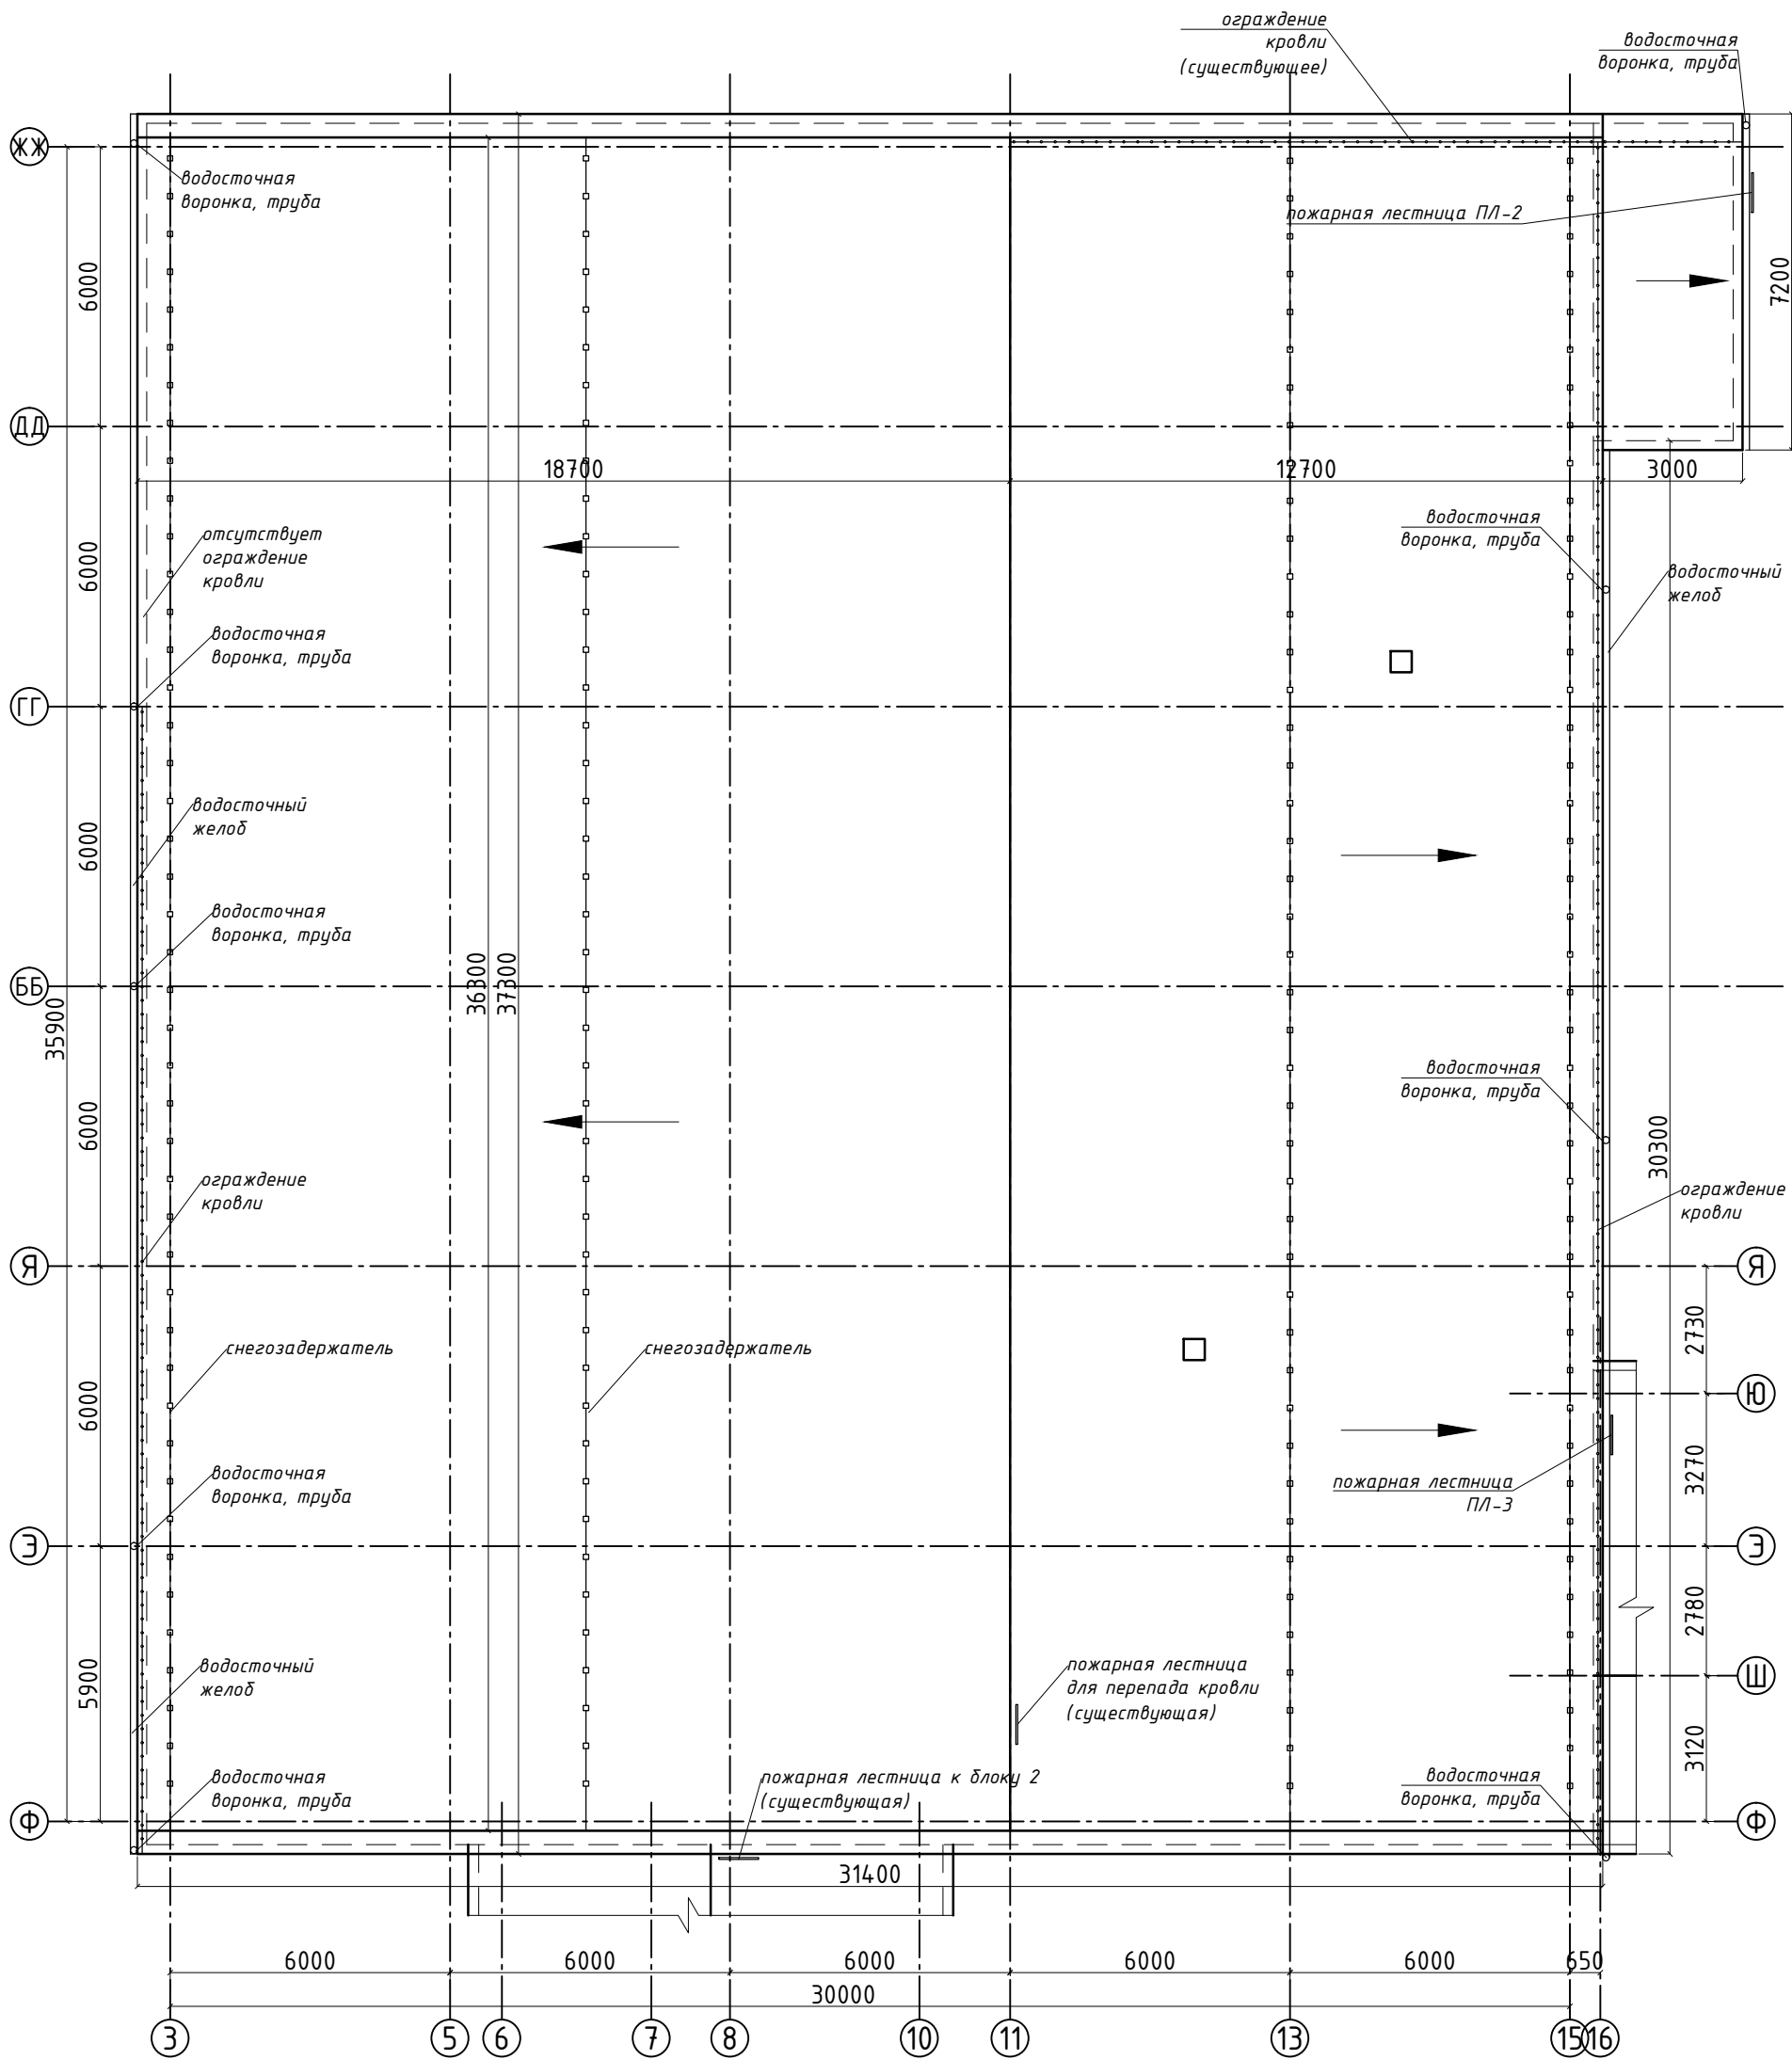 ограждение
кровли
(существующее)
водосточная
воронка, труба
ЖЖ
водосточная
воронка, труба
пожарная лестница ПЛ-2
6000
7200
ДД
18700
12700
3000
отсутствует
ограждение
кровли
6000
водосточная
воронка, труба
водосточный
желоб
водосточная
воронка, труба
ГГ
водосточный
желоб
6000
водосточная
воронка, труба
ББ
36300
37300
35900
водосточная
воронка, труба
6000
30300
ограждение
кровли
ограждение
кровли
Я
Я
2730
снегозадержатель
снегозадержатель
6000
Ю
3270
водосточная
воронка, труба
пожарная лестница
ПЛ-3
Э
Э
2780
водосточный
желоб
5900
пожарная лестница
для перепада кровли
(существующая)
Ш
3120
водосточная
воронка, труба
пожарная лестница к блоку 2
(существующая)
водосточная
воронка, труба
Ф
Ф
31400
6000
6000
6000
6000
6000
650
30000
3
5
6
7
8
10
11
13
15
16